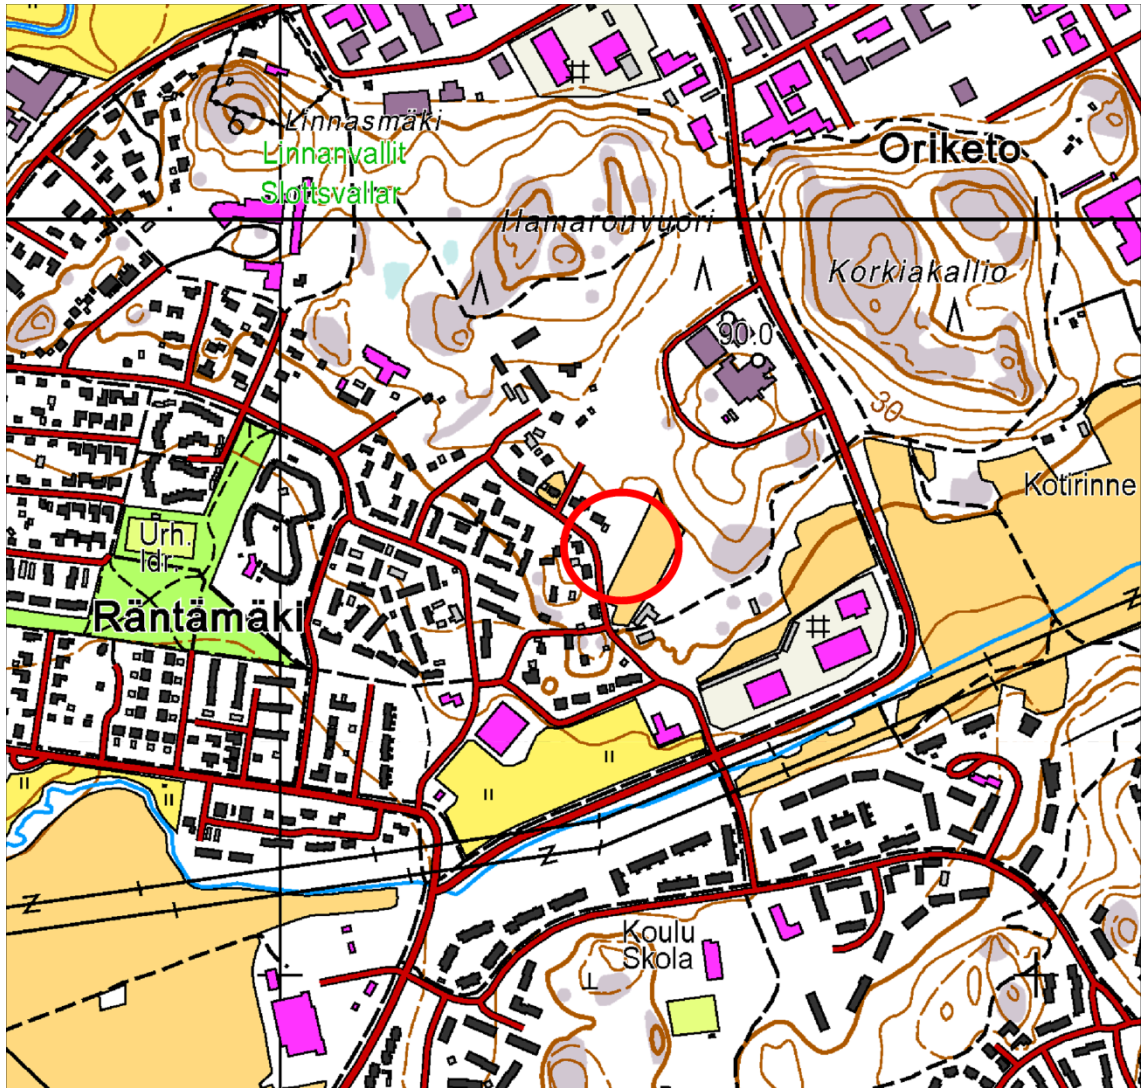 Linnasmäki
Linnanvallit
Slottsvallar
Oriketo
Hamaronvuori
Korkiakallio
90.0
30
Kotirinne
Urh.
Idr.
Räntämäki
Koulu
Skola